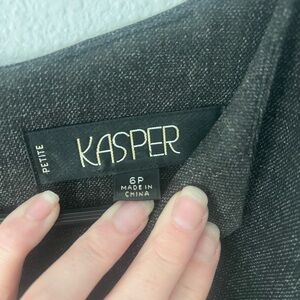 PETITE
KASPER
6P
MADE IN
CHINA